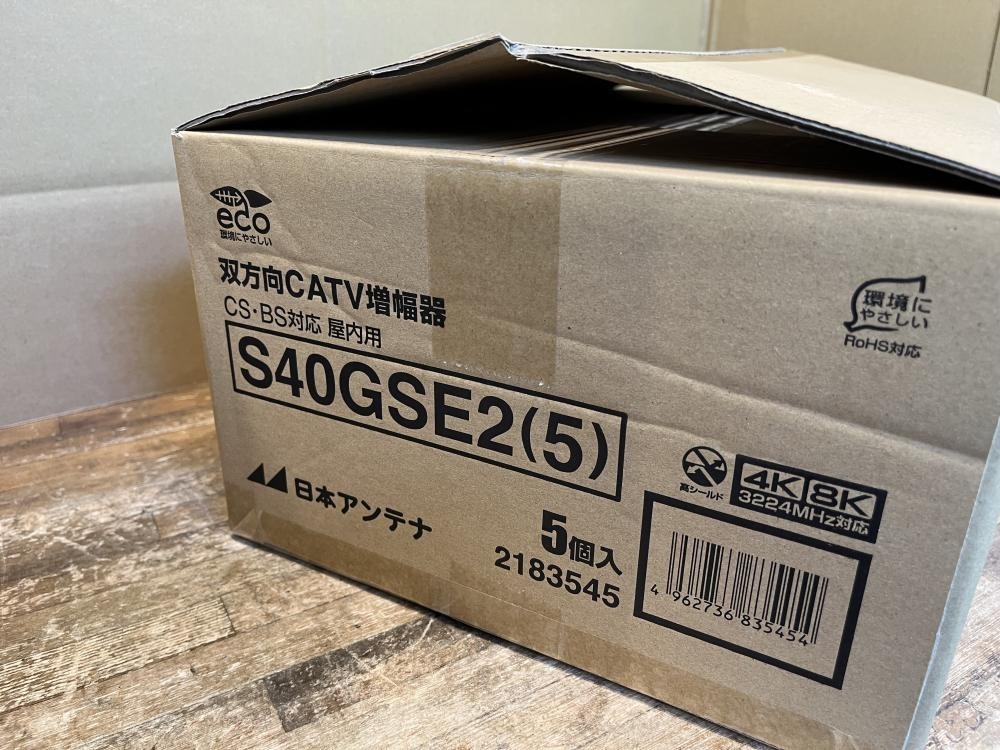 eco
環境にやさしい
双方向CATV増幅器
CS・BS対応 屋内用
S40GSE2(5)
日本アンテナ
5個入
2183545
環境に
やさしい
RoHS対応
高シールド
4K 8K
3224MHz対応
4 962736 835454